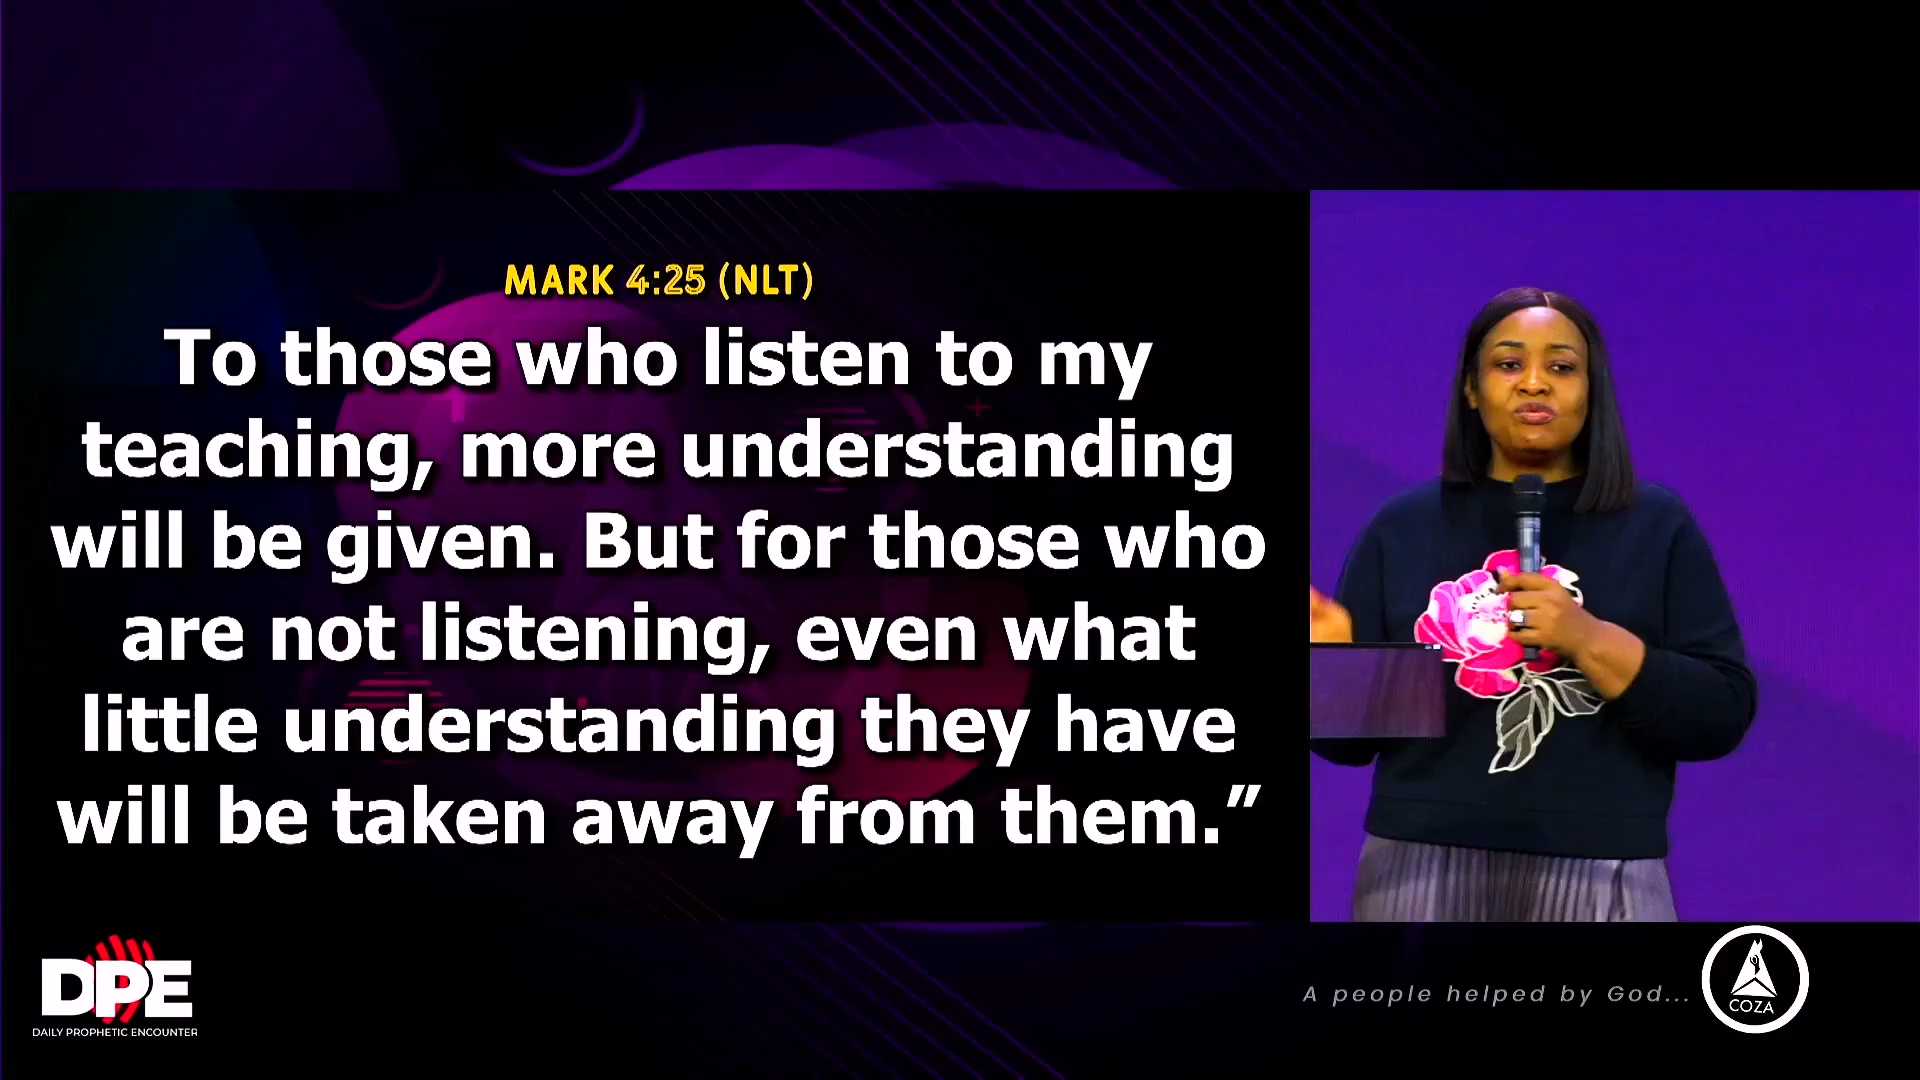 MARK 4:25 (NLT)
To those who listen to my
teaching, more understanding
will be given. But for those who
are not listening, even what
little understanding they have
will be taken away from them.”
DPE
DAILY PROPHETIC ENCOUNTER
A people helped by God...
COZA